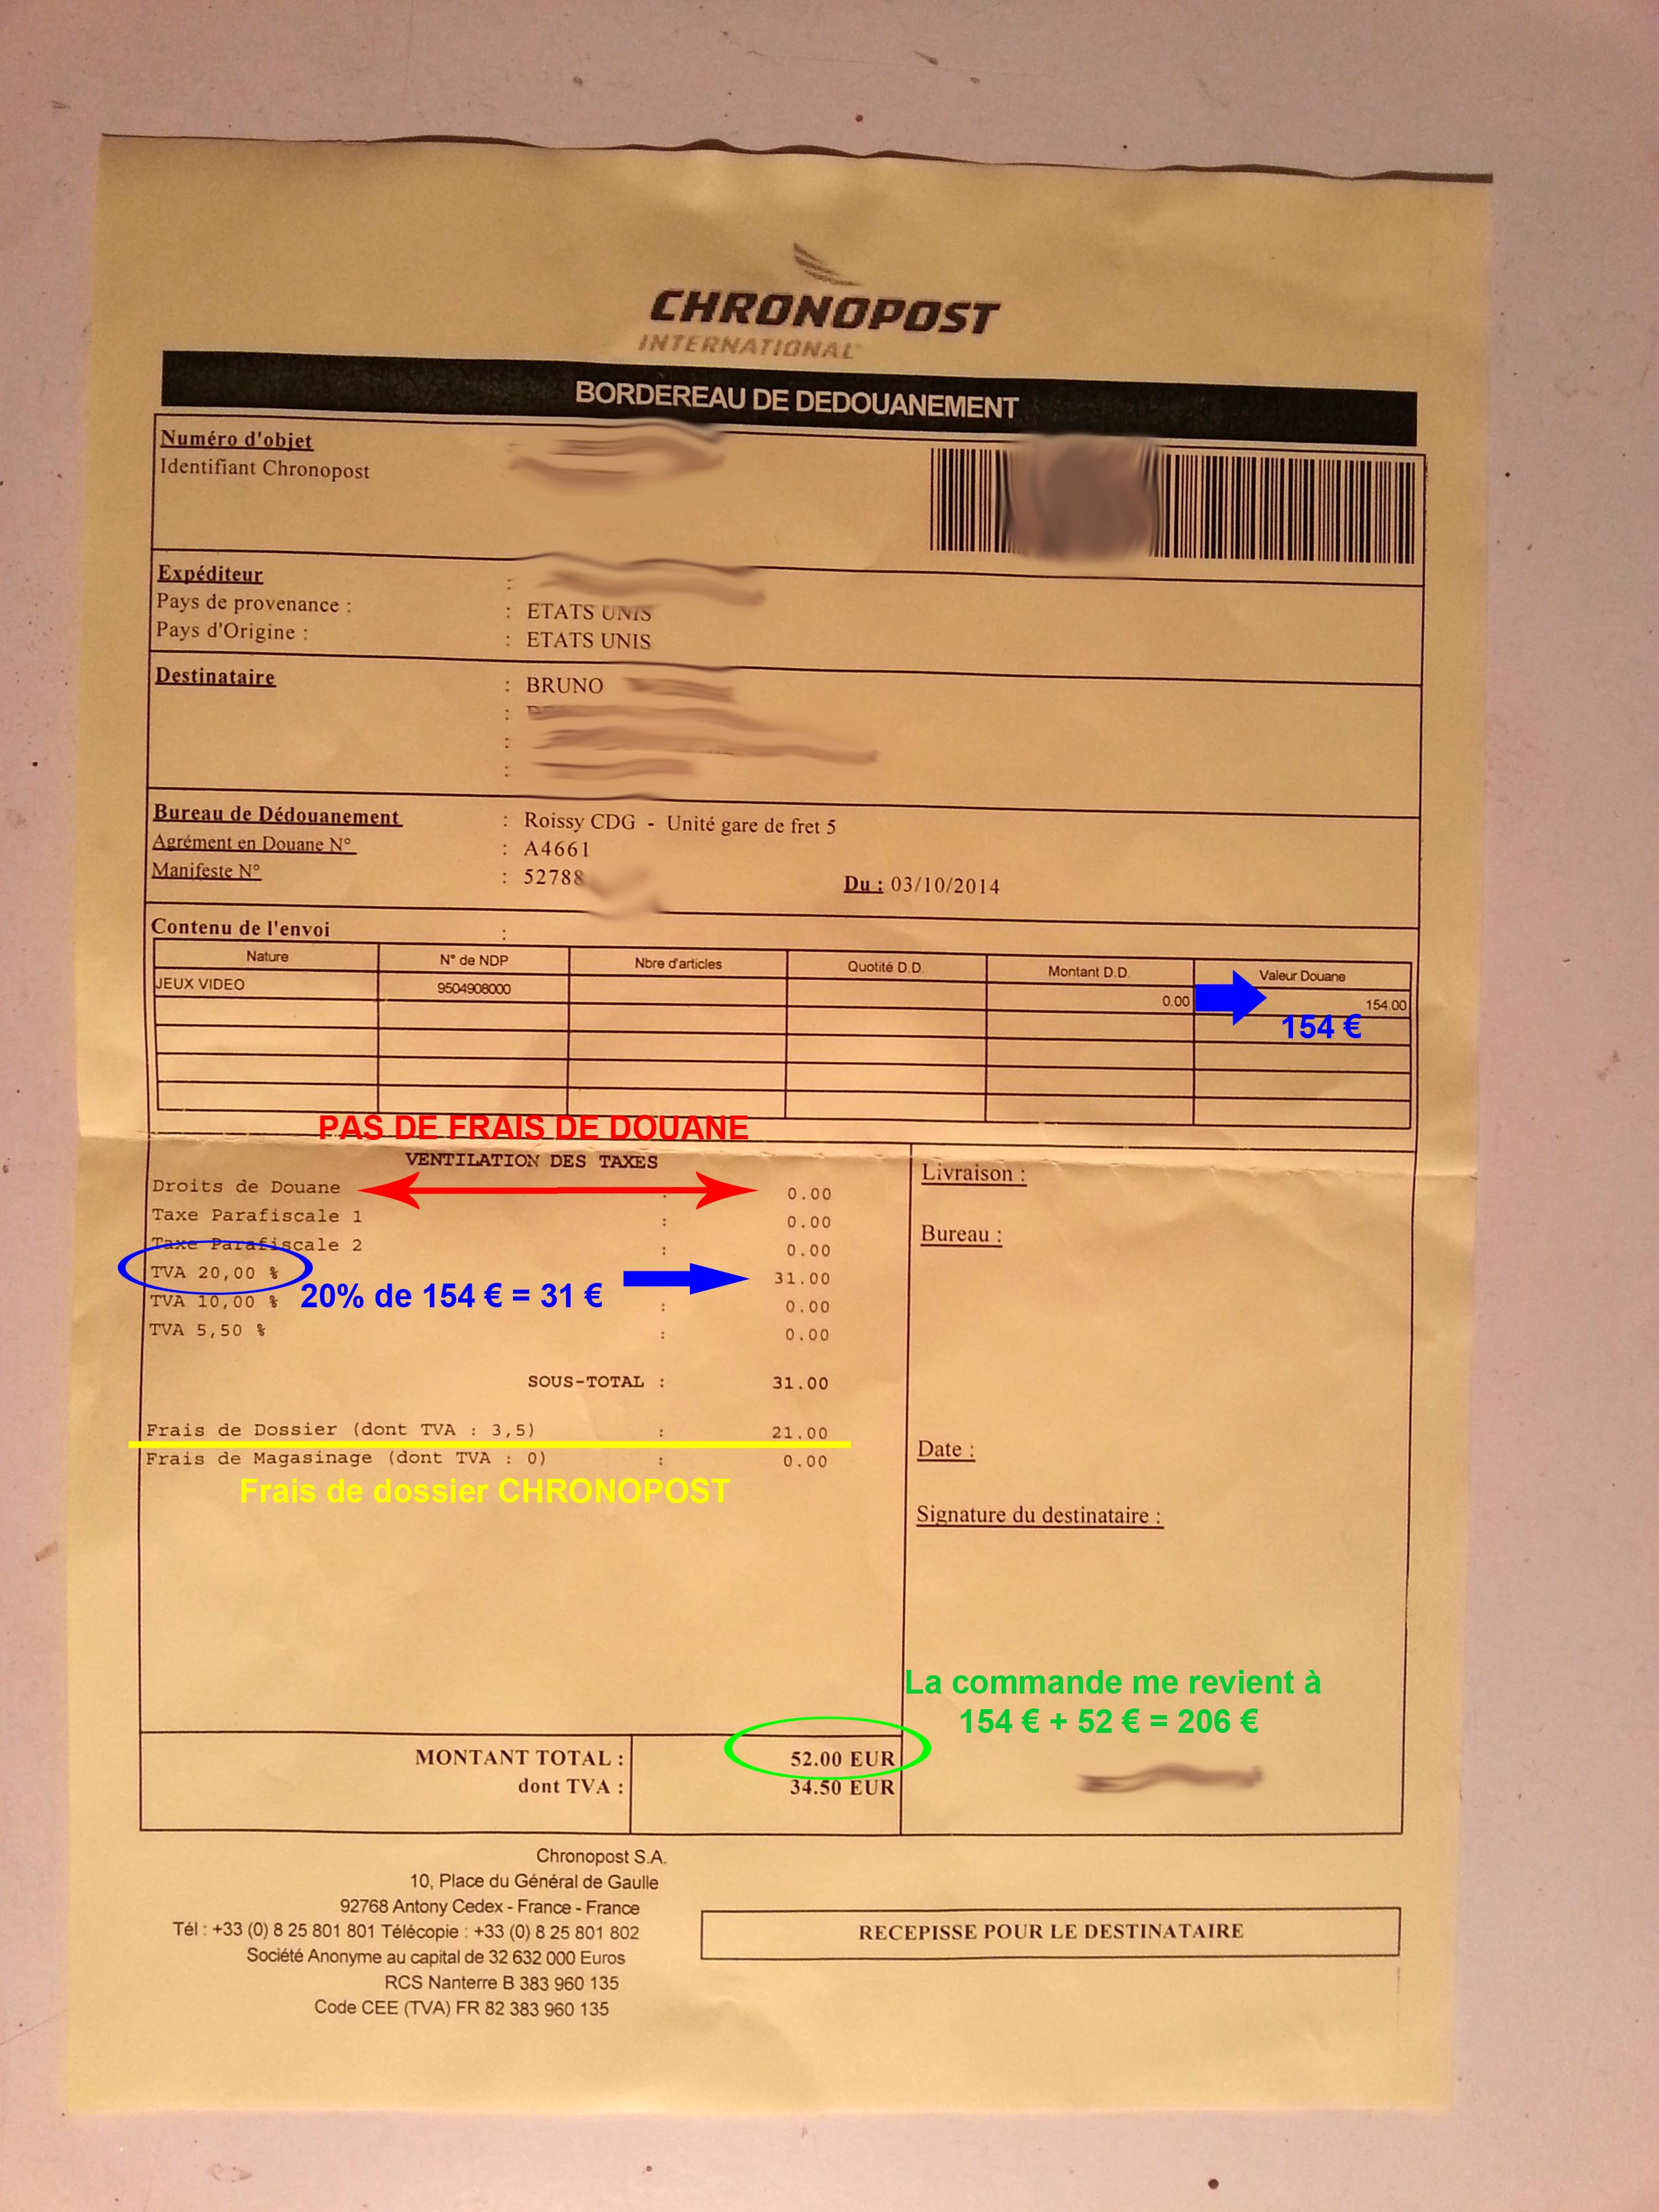 CHRONOPOST
INTERNATIONAL
BORDEREAU DE DEDOUANEMENT
Numéro d'objet
Identifiant Chronopost
Expéditeur :
Pays de provenance : : ETATS UNIS
Pays d'Origine : : ETATS UNIS
Destinataire : BRUNO
:
:
:
Bureau de Dédouanement : Roissy CDG - Unité gare de fret 5
Agrément en Douane N° : A4661
Manifeste N° : 52788 Du : 03/10/2014
Contenu de l'envoi :
Nature N° de NDP Nbre d'articles Quotité D.D. Montant D.D. Valeur Douane
JEUX VIDEO 9504908000 0.00 154.00
154 €
PAS DE FRAIS DE DOUANE
VENTILATION DES TAXES
Droits de Douane : 0.00
Taxe Parafiscale 1 : 0.00
Taxe Parafiscale 2 : 0.00
TVA 20,00 % 31.00
20% de 154 € = 31 €
TVA 10,00 % : 0.00
TVA 5,50 % : 0.00
SOUS-TOTAL : 31.00
Frais de Dossier (dont TVA : 3,5) : 21.00
Frais de Magasinage (dont TVA : 0) : 0.00
Frais de dossier CHRONOPOST
Livraison :
Bureau :
Date :
Signature du destinataire :
La commande me revient à
154 € + 52 € = 206 €
MONTANT TOTAL : 52.00 EUR
dont TVA : 34.50 EUR
Chronopost S.A.
10, Place du Général de Gaulle
92768 Antony Cedex - France - France
Tél : +33 (0) 8 25 801 801 Télécopie : +33 (0) 8 25 801 802
Société Anonyme au capital de 32 632 000 Euros
RCS Nanterre B 383 960 135
Code CEE (TVA) FR 82 383 960 135
RECEPISSE POUR LE DESTINATAIRE